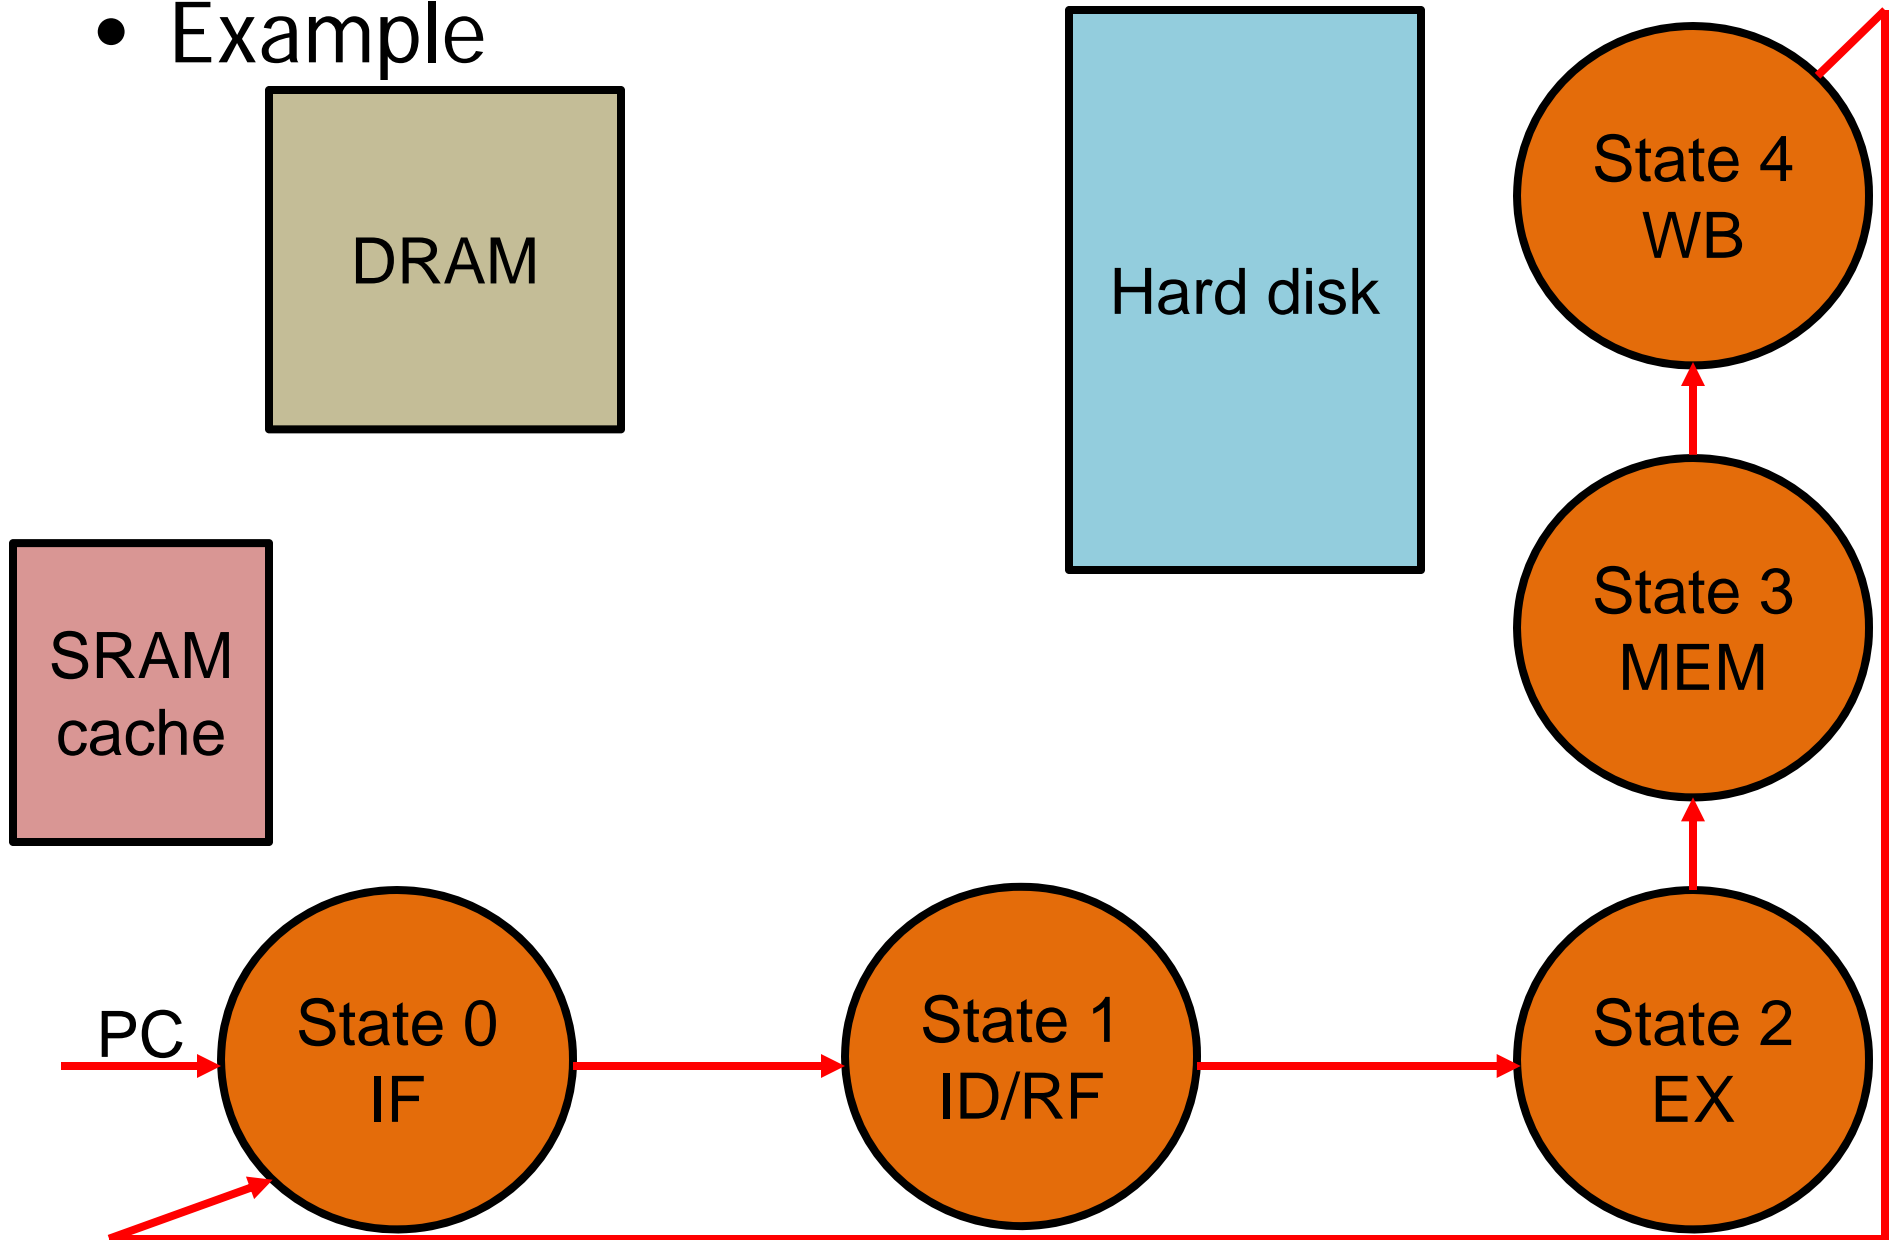 • Example
DRAM
Hard disk
State 4
WB
State 3
MEM
SRAM
cache
PC
State 0
IF
State 1
ID/RF
State 2
EX